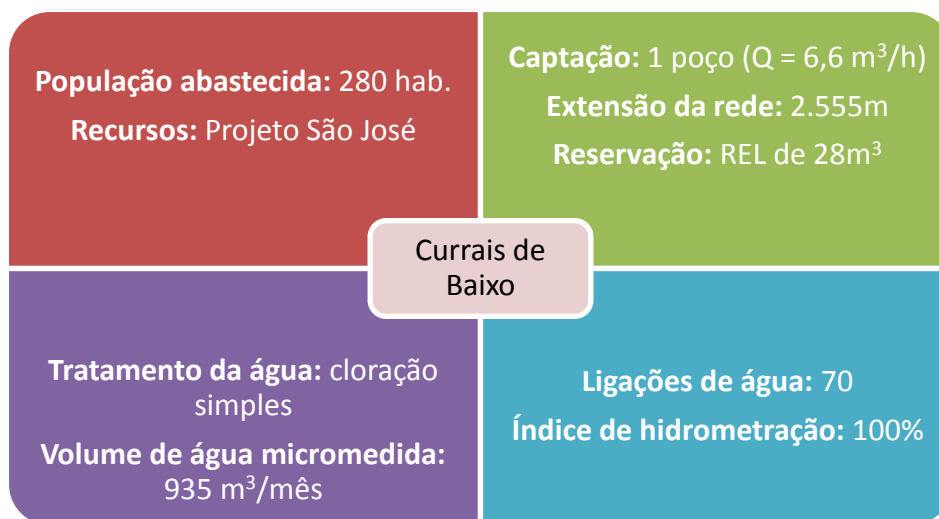 População abastecida: 280 hab.
Recursos: Projeto São José
Captação: 1 poço (Q = 6,6 m³/h)
Extensão da rede: 2.555m
Reservação: REL de 28m³
Currais de
Baixo
Tratamento da água: cloração
simples
Volume de água micromedida:
935 m³/mês
Ligações de água: 70
Índice de hidrometração: 100%